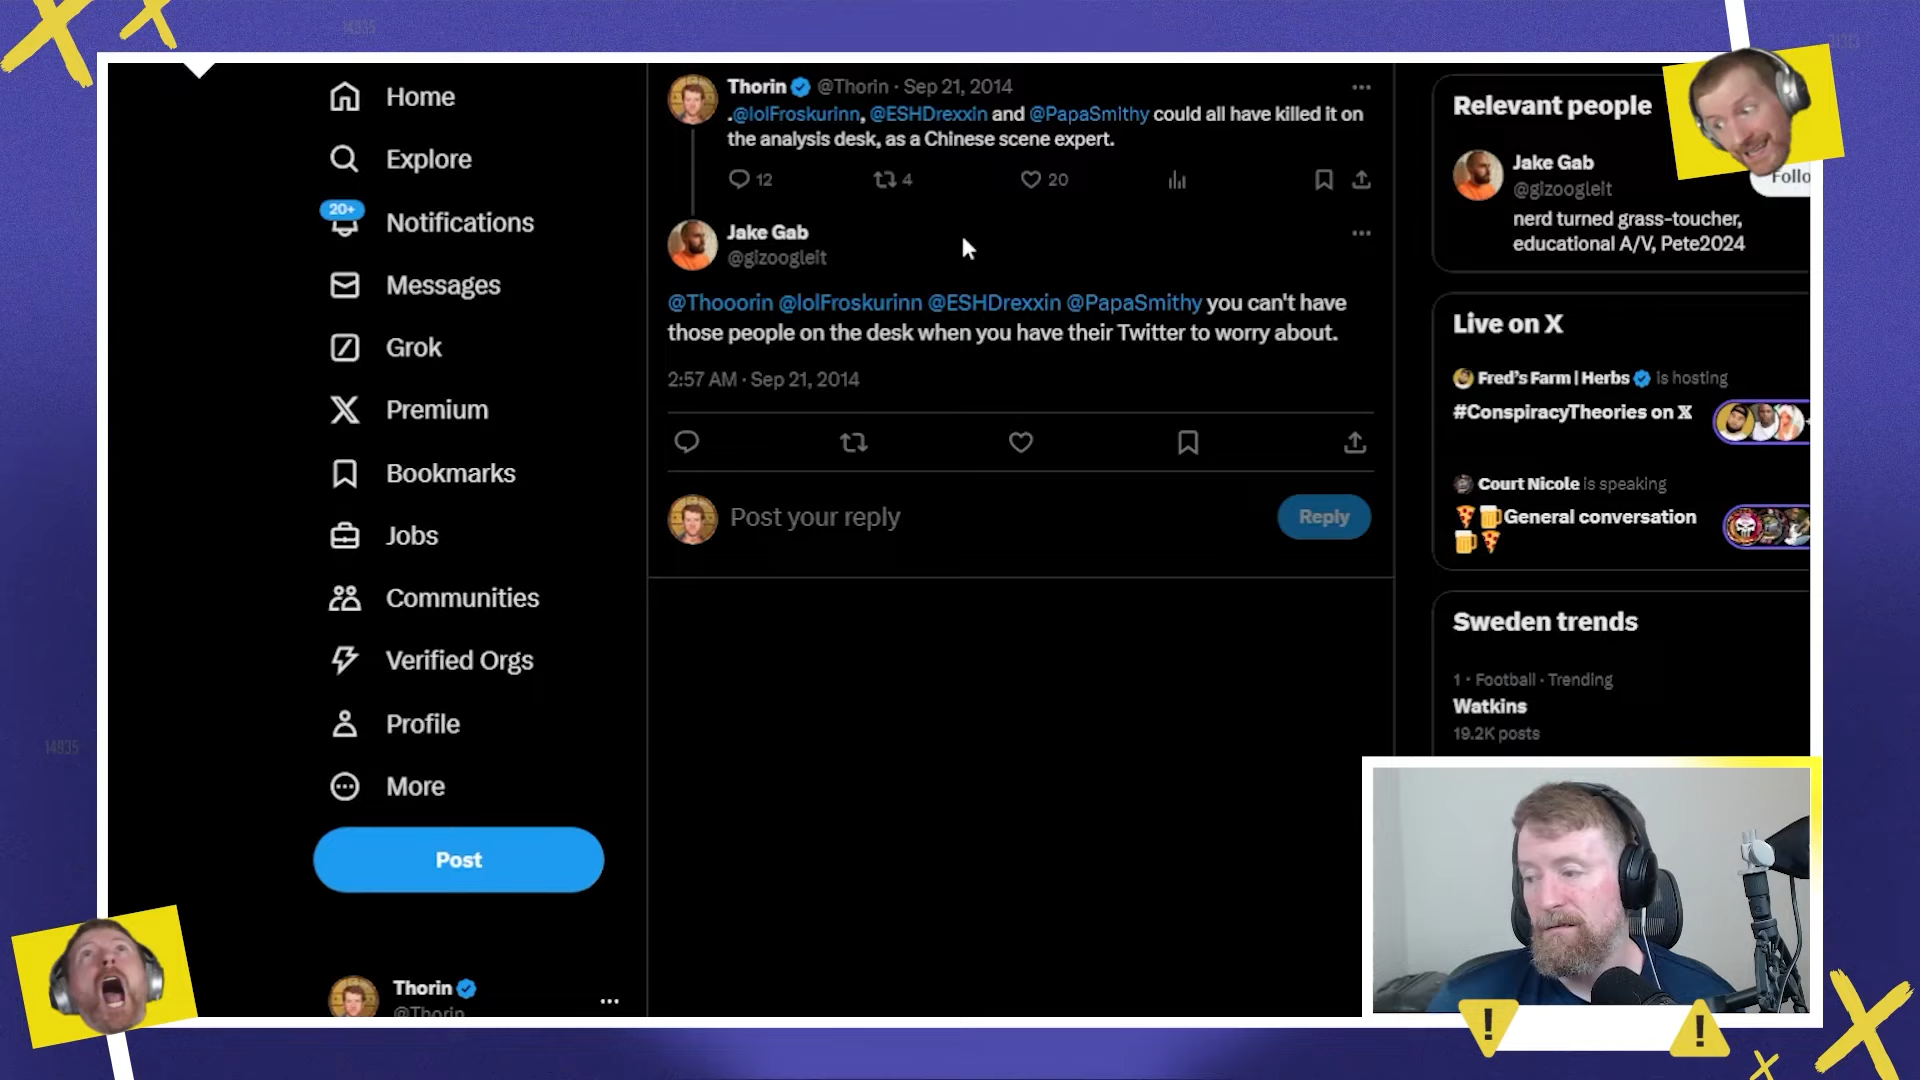 14935
Home
Explore
20+
Notifications
Messages
Grok
Premium
Bookmarks
Jobs
Communities
Verified Orgs
Profile
More
Post
Thorin
@Thorin
Thorin @Thorin · Sep 21, 2014
.@lolFroskurinn, @ESHDrexxin and @PapaSmithy could all have killed it on
the analysis desk, as a Chinese scene expert.
12 4 20
Jake Gab
@gizoogleit
@Thooorin @lolFroskurinn @ESHDrexxin @PapaSmithy you can't have
those people on the desk when you have their Twitter to worry about.
2:57 AM · Sep 21, 2014
Post your reply
Reply
Relevant people
Jake Gab
@gizoogleit
Follo
nerd turned grass-toucher,
educational A/V, Pete2024
Live on X
Fred's Farm | Herbs is hosting
#ConspiracyTheories on 𝕏
Court Nicole is speaking
🍕🍺General conversation
🍺🍕
Sweden trends
1 · Football · Trending
Watkins
19.2K posts
14935